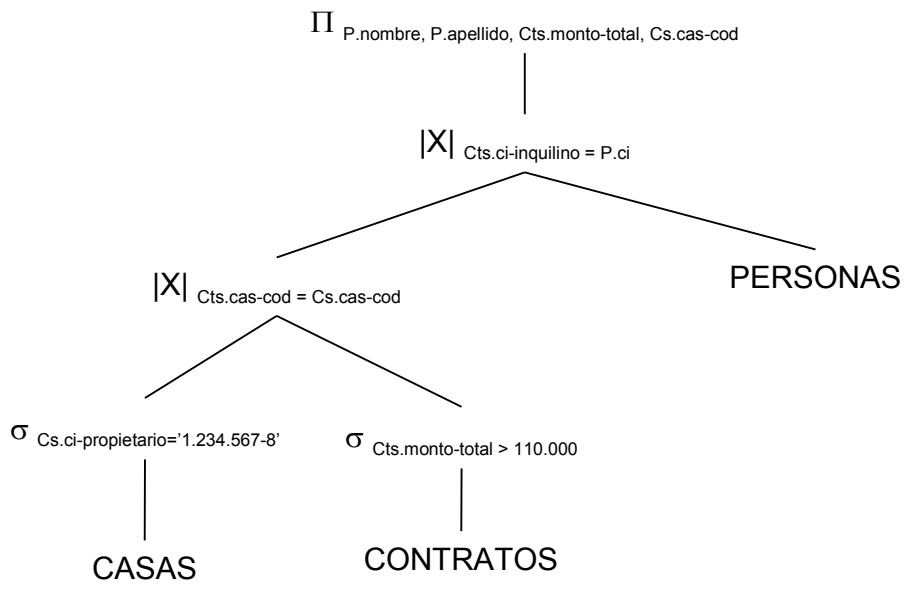 Π P.nombre, P.apellido, Cts.monto-total, Cs.cas-cod
|X| Cts.ci-inquilino = P.ci
|X| Cts.cas-cod = Cs.cas-cod
PERSONAS
σ Cs.ci-propietario=’1.234.567-8’
σ Cts.monto-total > 110.000
CASAS
CONTRATOS